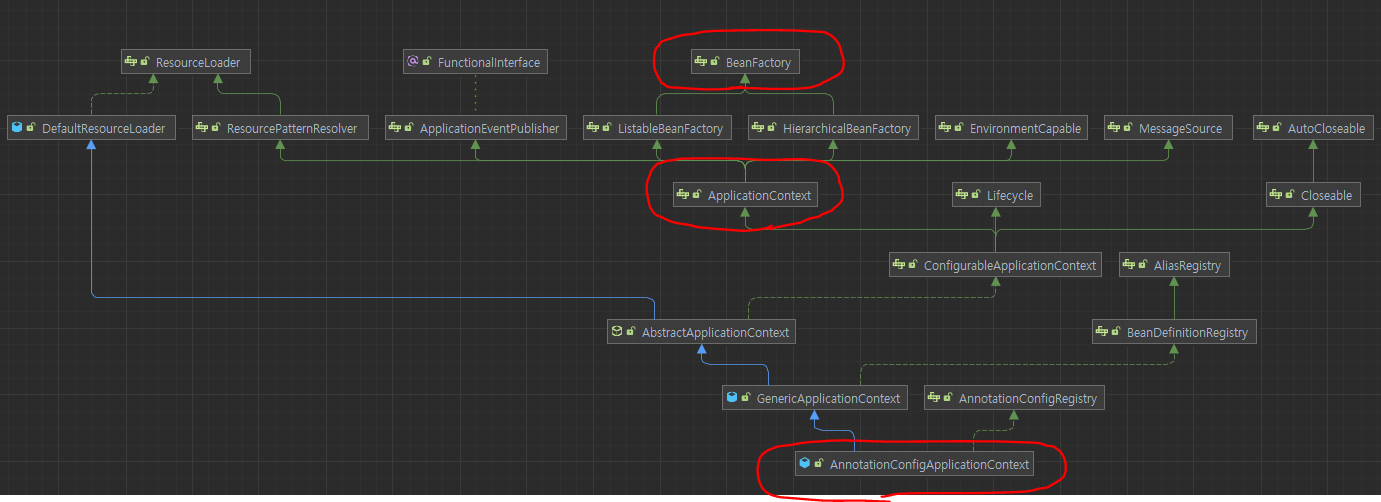 ResourceLoader
FunctionalInterface
BeanFactory
DefaultResourceLoader
ResourcePatternResolver
ApplicationEventPublisher
ListableBeanFactory
HierarchicalBeanFactory
EnvironmentCapable
MessageSource
AutoCloseable
ApplicationContext
Lifecycle
Closeable
ConfigurableApplicationContext
AliasRegistry
AbstractApplicationContext
BeanDefinitionRegistry
GenericApplicationContext
AnnotationConfigRegistry
AnnotationConfigApplicationContext